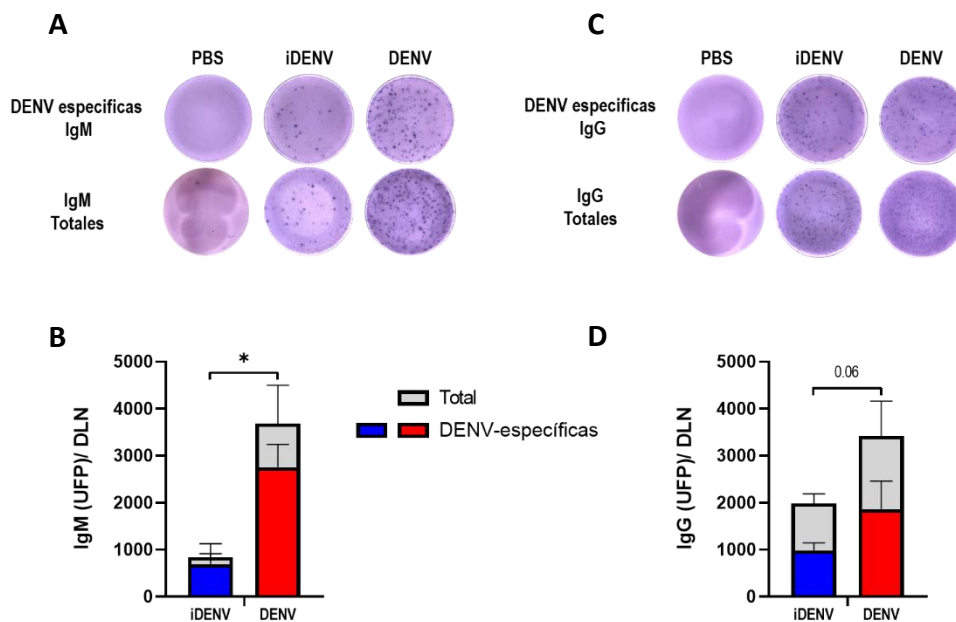 A
PBS iDENV DENV
DENV especificas
IgM
IgM
Totales
C
PBS iDENV DENV
DENV especificas
IgG
IgG
Totales
B
IgM (UFP)/ DLN
5000
4000
3000
2000
1000
0
*
iDENV DENV
Total
DENV-específicas
D
IgG (UFP)/ DLN
5000
4000
3000
2000
1000
0
0.06
iDENV DENV